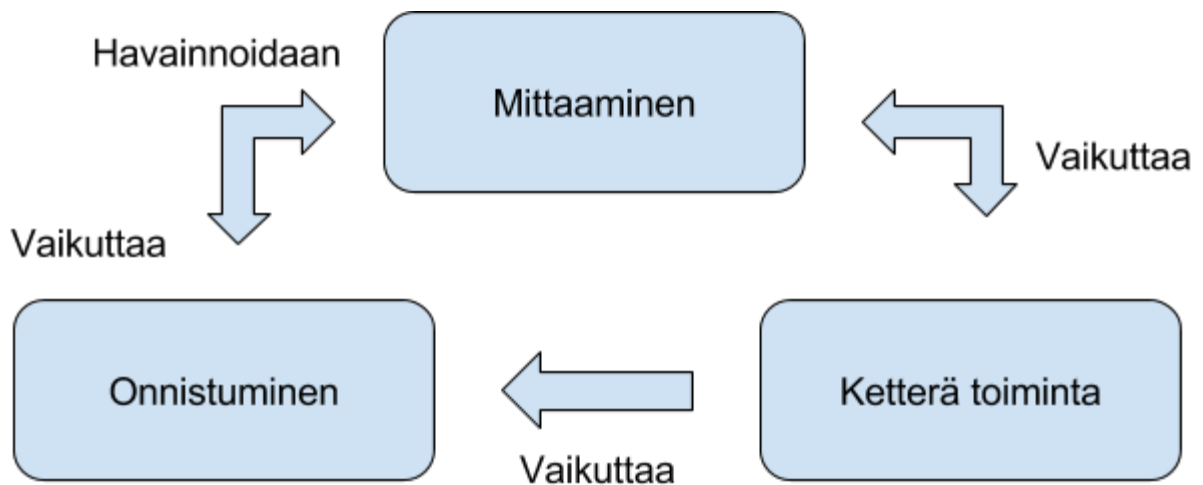 Havainnoidaan
Mittaaminen
Vaikuttaa
Vaikuttaa
Onnistuminen
Ketterä toiminta
Vaikuttaa